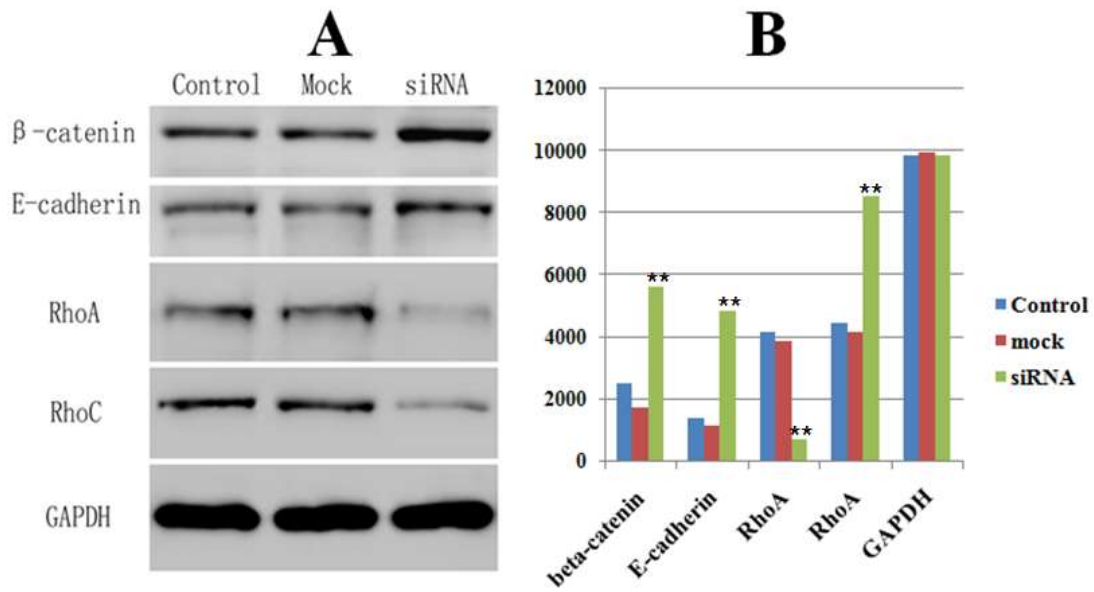 A
Control Mock siRNA
β-catenin
E-cadherin
RhoA
RhoC
GAPDH
B
12000
10000
8000
6000
4000
2000
0
**
**
**
**
beta-catenin
E-cadherin
RhoA
RhoA
GAPDH
Control
mock
siRNA